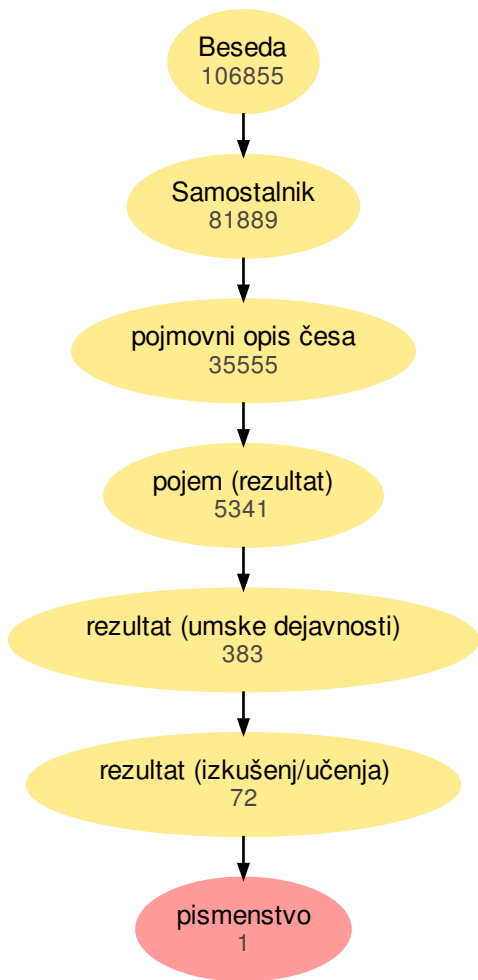 Beseda
106855
Samostalnik
81889
pojmovni opis česa
35555
pojem (rezultat)
5341
rezultat (umske dejavnosti)
383
rezultat (izkušenj/učenja)
72
pismenstvo
1